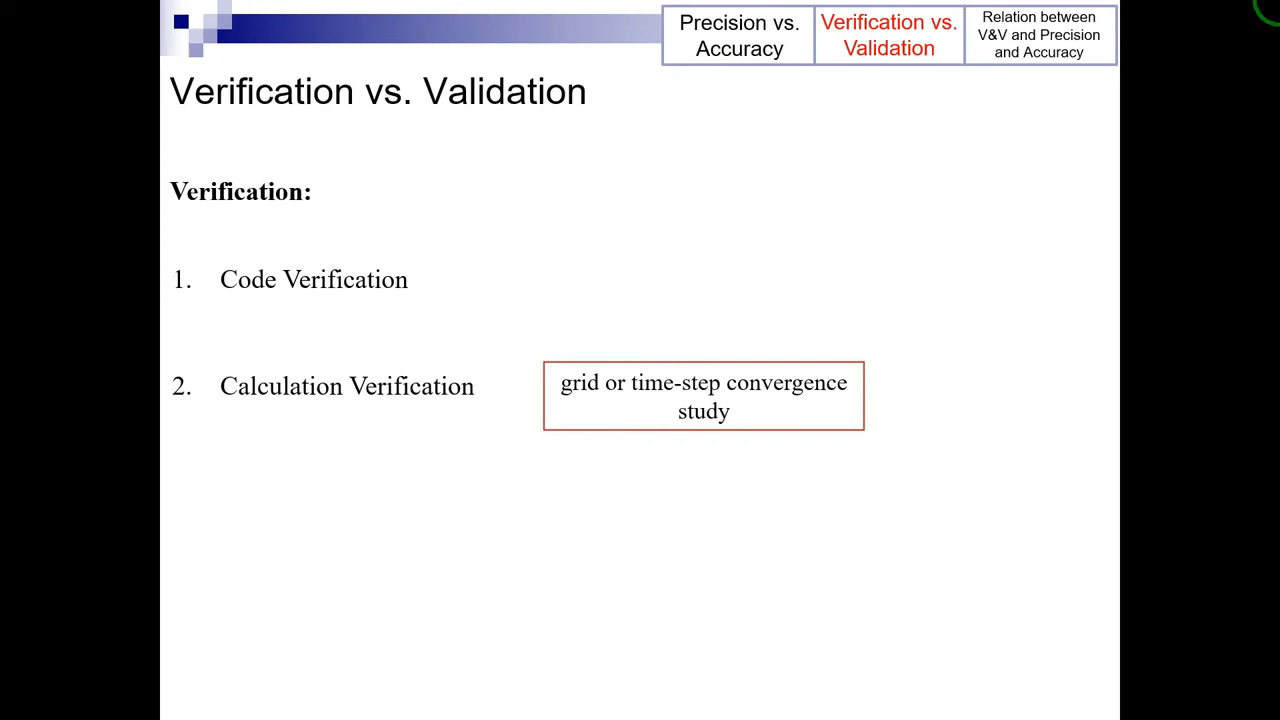 Precision vs.
Accuracy
Verification vs.
Validation
Relation between
V&V and Precision
and Accuracy
Verification vs. Validation
Verification:
1. Code Verification
2. Calculation Verification
grid or time-step convergence
study